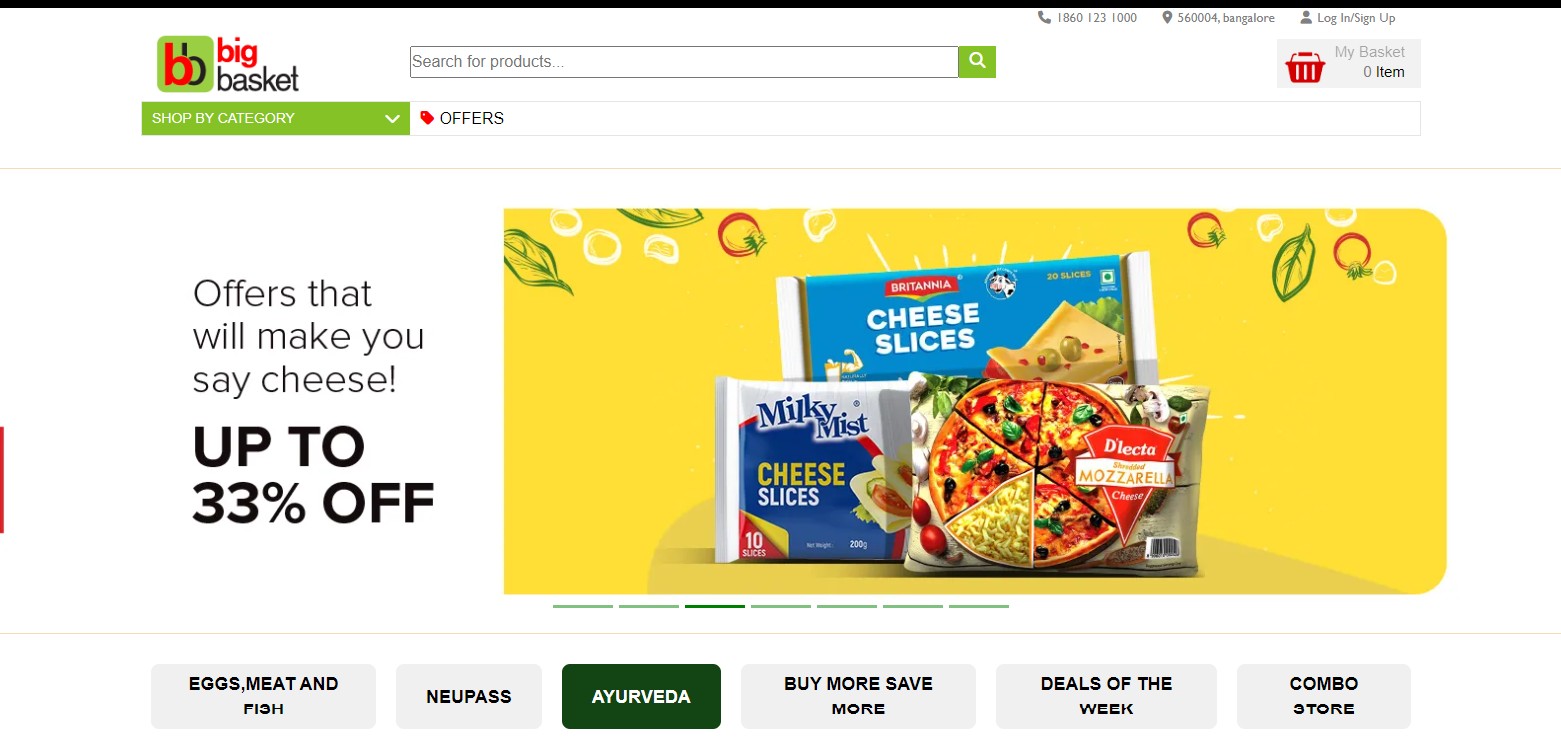 1860 123 1000 560004, bangalore Log In/Sign Up
bb big
basket
Search for products...
My Basket
0 Item
SHOP BY CATEGORY OFFERS
Offers that
will make you
say cheese!
UP TO
33% OFF
BRITANNIA
20 SLICES
CHEESE
SLICES
Milky
Mist
CHEESE
SLICES
10
SLICES
Net Weight:
200g
D'lecta
Shredded
MOZZARELLA
Cheese
EGGS,MEAT AND
FISH
NEUPASS
AYURVEDA
BUY MORE SAVE
MORE
DEALS OF THE
WEEK
COMBO
STORE